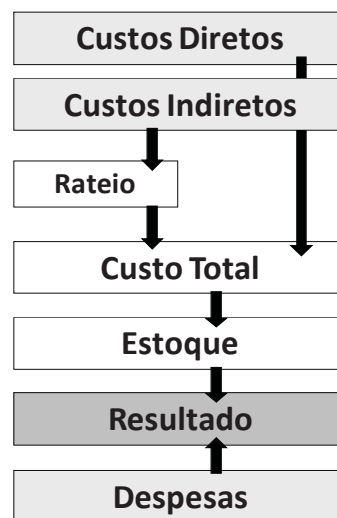 Custos Diretos
Custos Indiretos
Rateio
Custo Total
Estoque
Resultado
Despesas